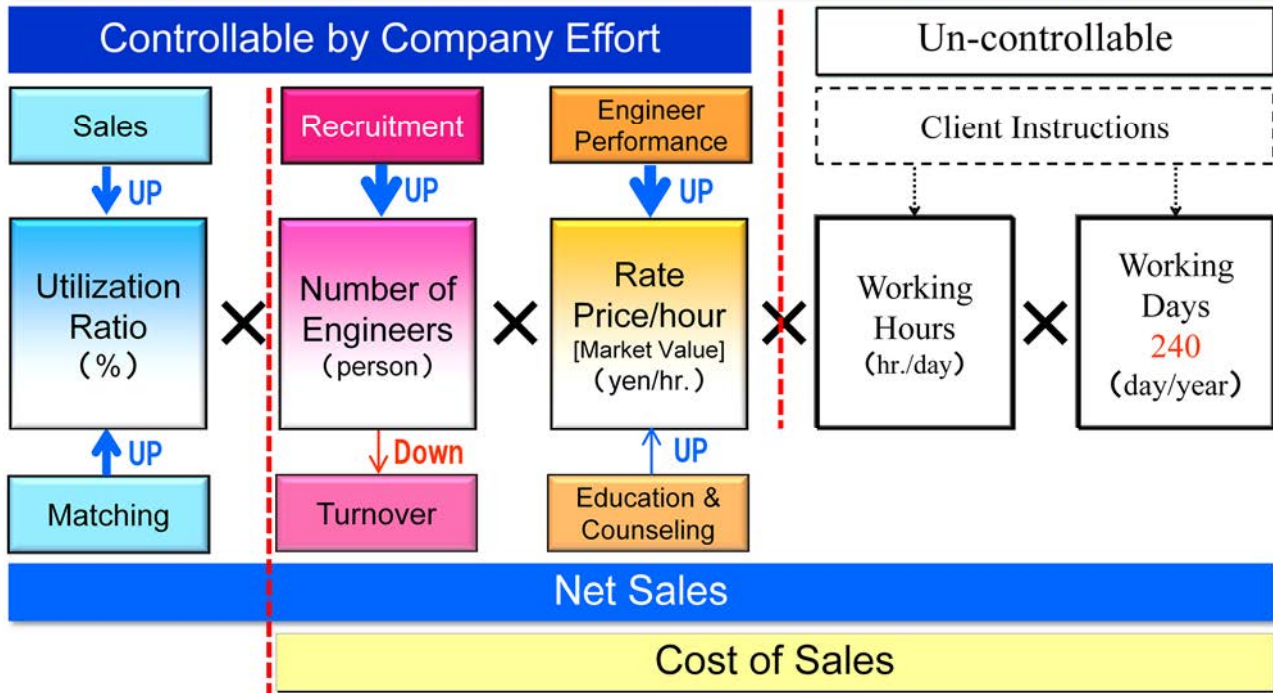 Controllable by Company Effort
Un-controllable
Sales
Recruitment
Engineer
Performance
Client Instructions
UP
UP
UP
Utilization
Ratio
(%)
×
Number of
Engineers
(person)
×
Rate
Price/hour
[Market Value]
(yen/hr.)
×
Working
Hours
(hr./day)
×
Working
Days
240
(day/year)
UP
Down
UP
Matching
Turnover
Education &
Counseling
Net Sales
Cost of Sales